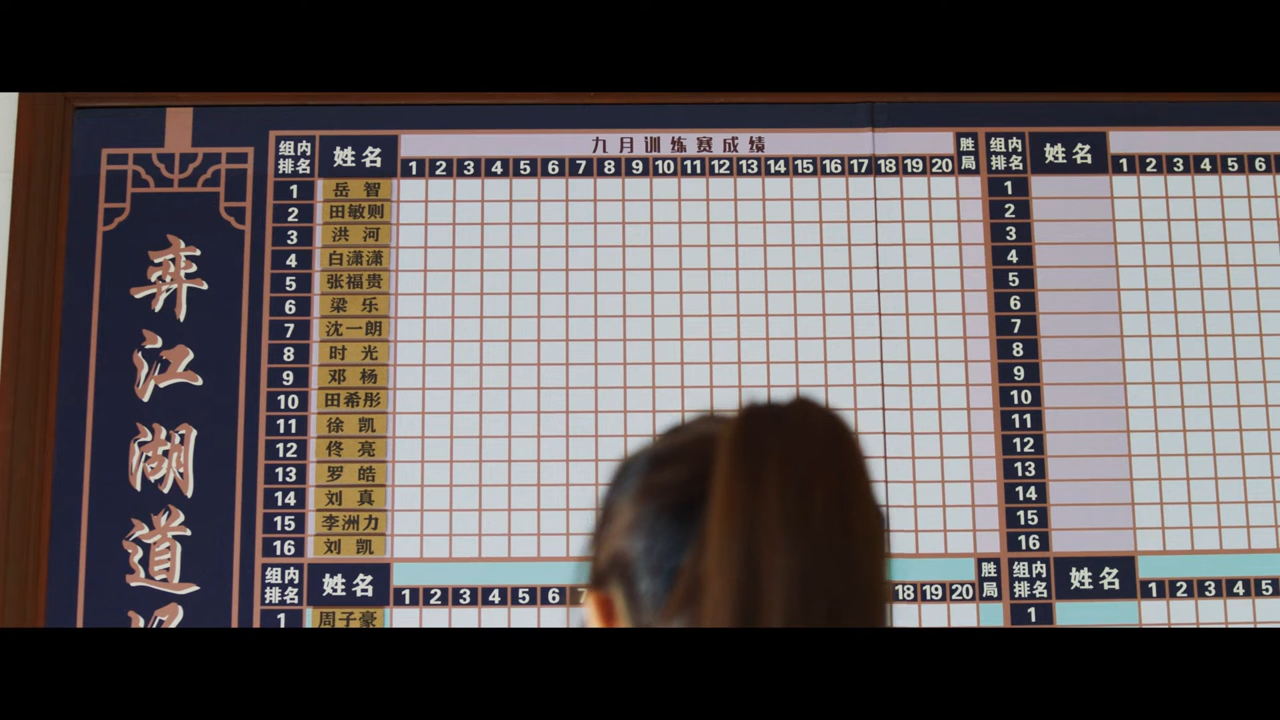 弈江湖道
九月训练赛成绩
组内排名 姓名 1 2 3 4 5 6 7 8 9 10 11 12 13 14 15 16 17 18 19 20 胜局
1 岳智
2 田敏则
3 洪河
4 白潇潇
5 张福贵
6 梁乐
7 沈一朗
8 时光
9 邓杨
10 田希彤
11 徐凯
12 佟亮
13 罗皓
14 刘真
15 李洲力
16 刘凯
组内排名 姓名 1 2 3 4 5 6 7 18 19 20 胜局
1 周子豪
组内排名 姓名 1 2 3 4 5 6
1
2
3
4
5
6
7
8
9
10
11
12
13
14
15
16
组内排名 姓名 1 2 3 4 5
1